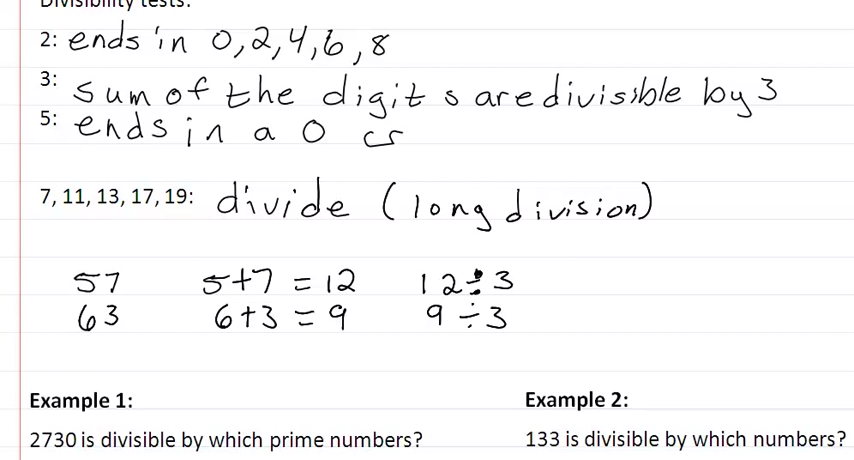 Divisibility tests:
2: ends in 0,2,4,6,8
3: sum of the digits are divisible by 3
5: ends in a 0 or
7, 11, 13, 17, 19: divide (long division)
57 5+7 = 12 12÷3
63 6+3 = 9 9÷3
Example 1: Example 2:
2730 is divisible by which prime numbers? 133 is divisible by which numbers?